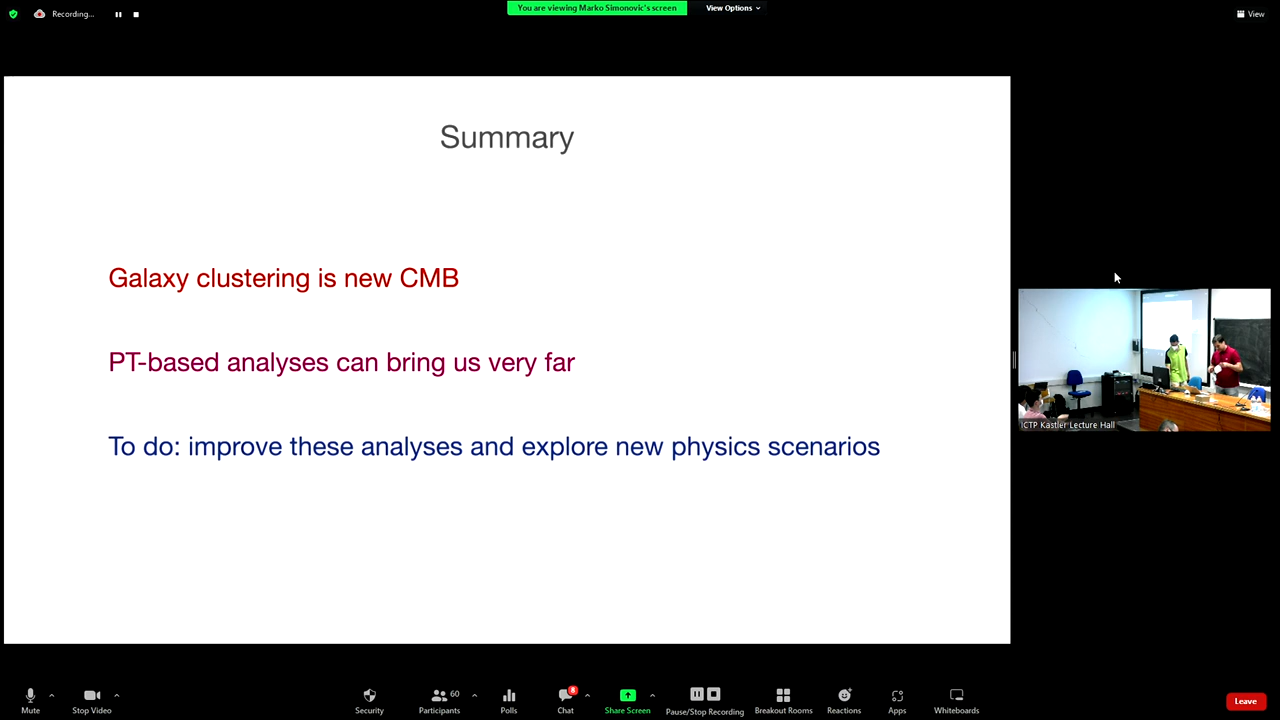 Recording...
You are viewing Marko Simonovic's screen
View Options
View
Summary
Galaxy clustering is new CMB
PT-based analyses can bring us very far
To do: improve these analyses and explore new physics scenarios
ICTP Kastler Lecture Hall
Mute
Stop Video
Security
60
Participants
Polls
8
Chat
Share Screen
Pause/Stop Recording
Breakout Rooms
Reactions
Apps
Whiteboards
Leave